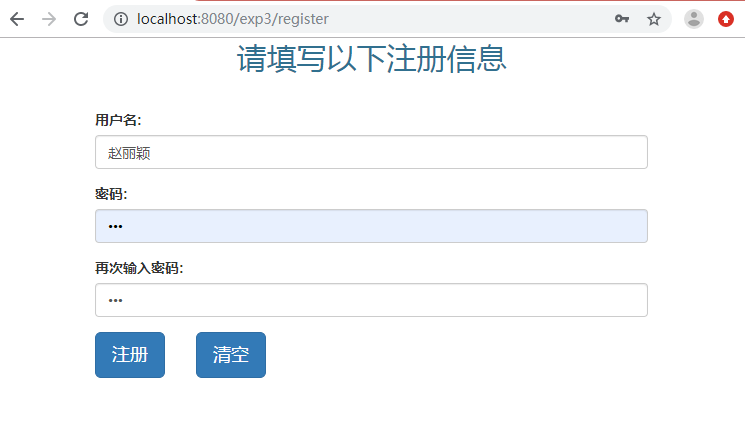 localhost:8080/exp3/register
请填写以下注册信息
用户名:
赵丽颖
密码:
•••
再次输入密码:
•••
注册 清空